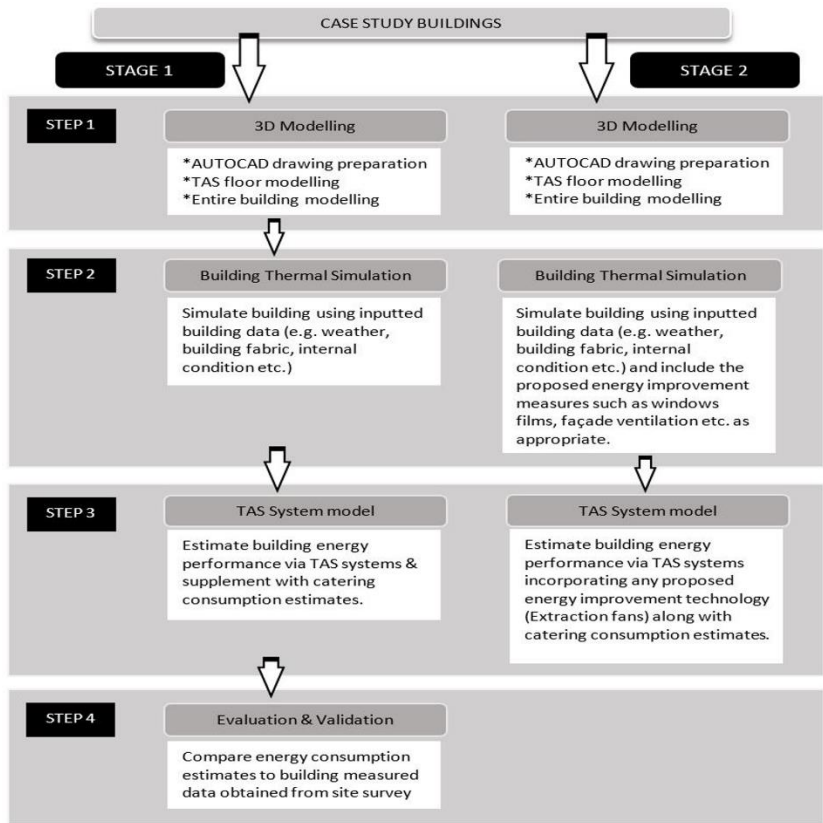 CASE STUDY BUILDINGS
STAGE 1
STAGE 2
STEP 1
3D Modelling
*AUTOCAD drawing preparation
*TAS floor modelling
*Entire building modelling
3D Modelling
*AUTOCAD drawing preparation
*TAS floor modelling
*Entire building modelling
STEP 2
Building Thermal Simulation
Simulate building using inputted
building data (e.g. weather,
building fabric, internal
condition etc.)
Building Thermal Simulation
Simulate building using inputted
building data (e.g. weather,
building fabric, internal
condition etc.) and include the
proposed energy improvement
measures such as windows
films, façade ventilation etc. as
appropriate.
STEP 3
TAS System model
Estimate building energy
performance via TAS systems &
supplement with catering
consumption estimates.
TAS System model
Estimate building energy
performance via TAS systems
incorporating any proposed
energy improvement technology
(Extraction fans) along with
catering consumption estimates.
STEP 4
Evaluation & Validation
Compare energy consumption
estimates to building measured
data obtained from site survey